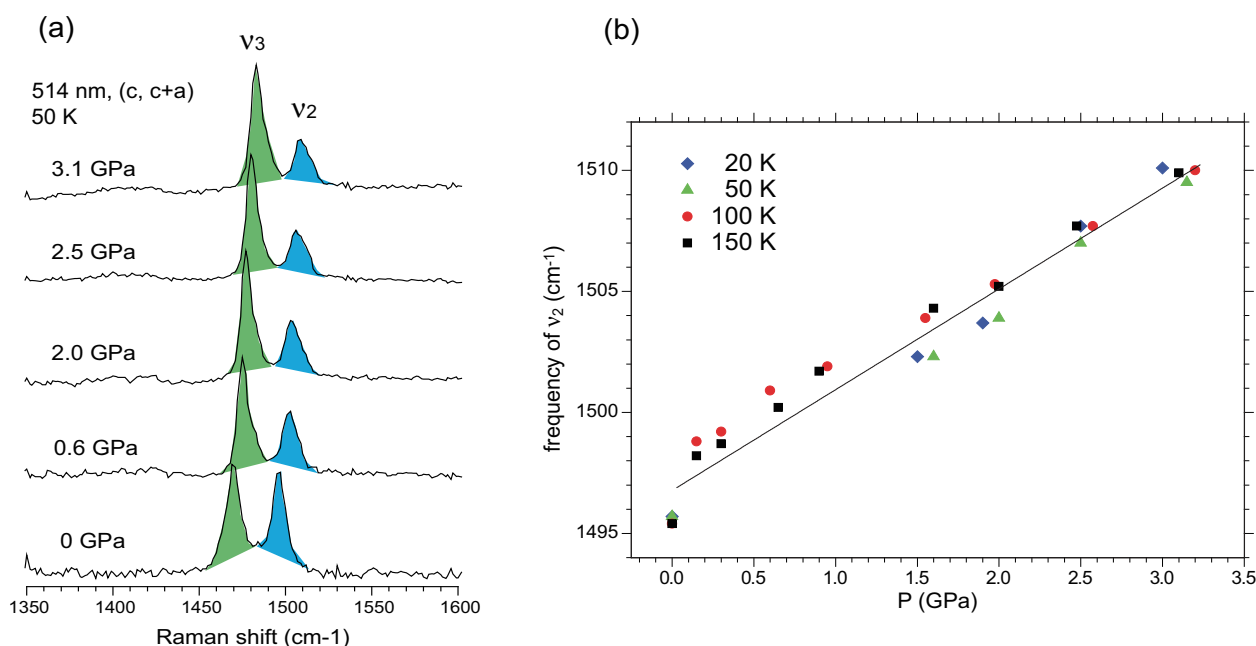 (a)
ν3
ν2
514 nm, (c, c+a)
50 K
3.1 GPa
2.5 GPa
2.0 GPa
0.6 GPa
0 GPa
1350 1400 1450 1500 1550 1600
Raman shift (cm-1)
(b)
frequency of ν2 (cm-1)
1510
1505
1500
1495
20 K
50 K
100 K
150 K
0.0 0.5 1.0 1.5 2.0 2.5 3.0 3.5
P (GPa)